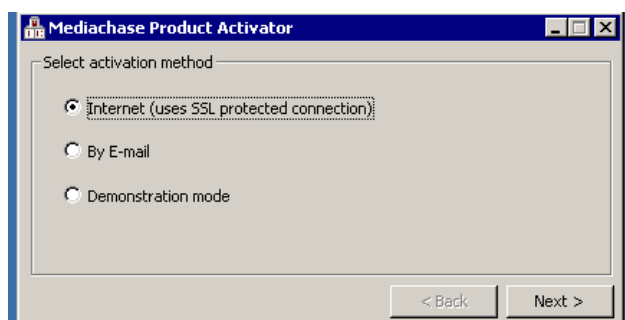 Mediachase Product Activator
Select activation method
Internet (uses SSL protected connection)
By E-mail
Demonstration mode
< Back Next >